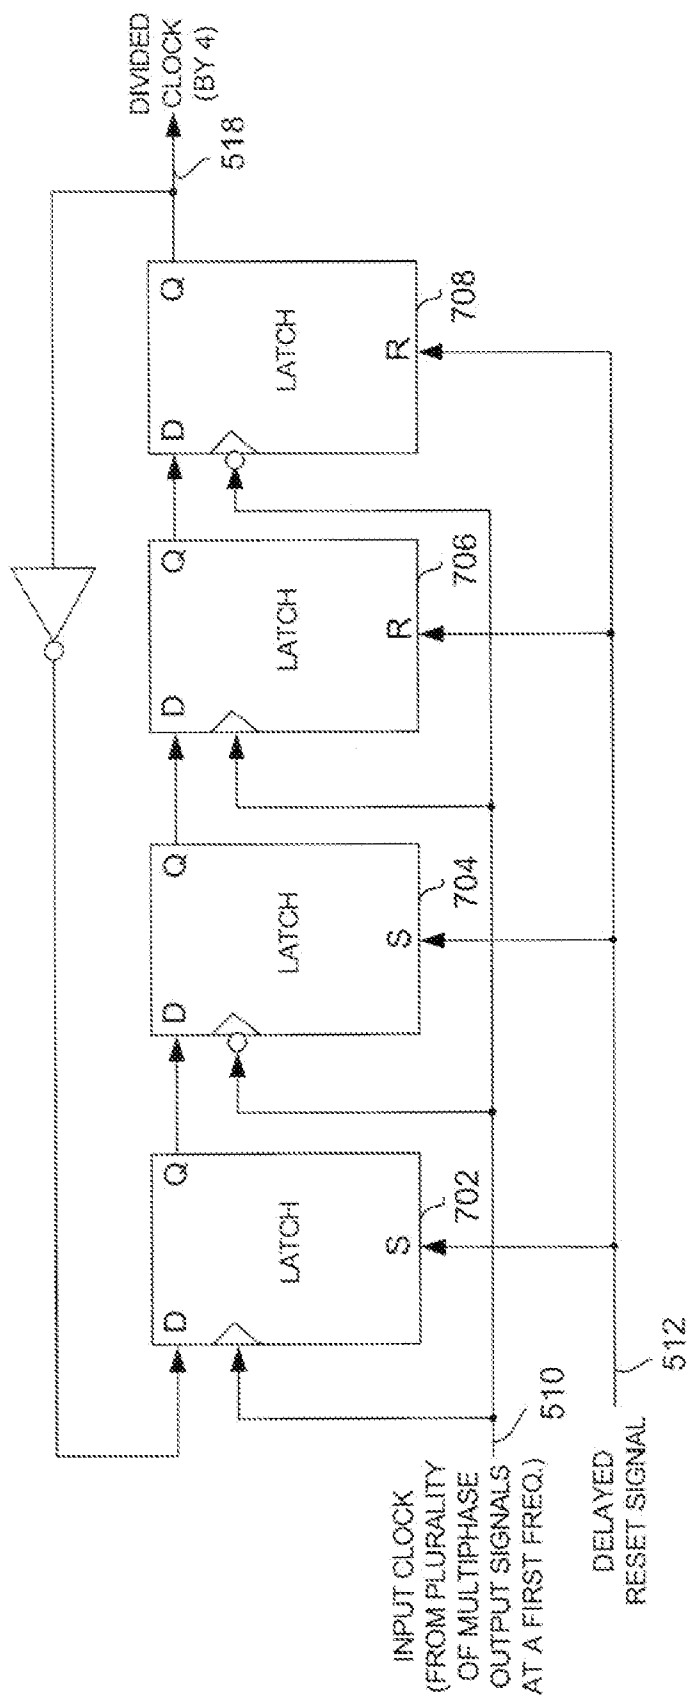 DIVIDED
CLOCK
(BY 4)
518
D
Q
LATCH
S
702
D
Q
LATCH
S
704
D
Q
LATCH
R
706
D
Q
LATCH
R
708
INPUT CLOCK
(FROM PLURALITY
OF MULTIPHASE
OUTPUT SIGNALS
AT A FIRST FREQ.)
510
DELAYED
RESET SIGNAL
512